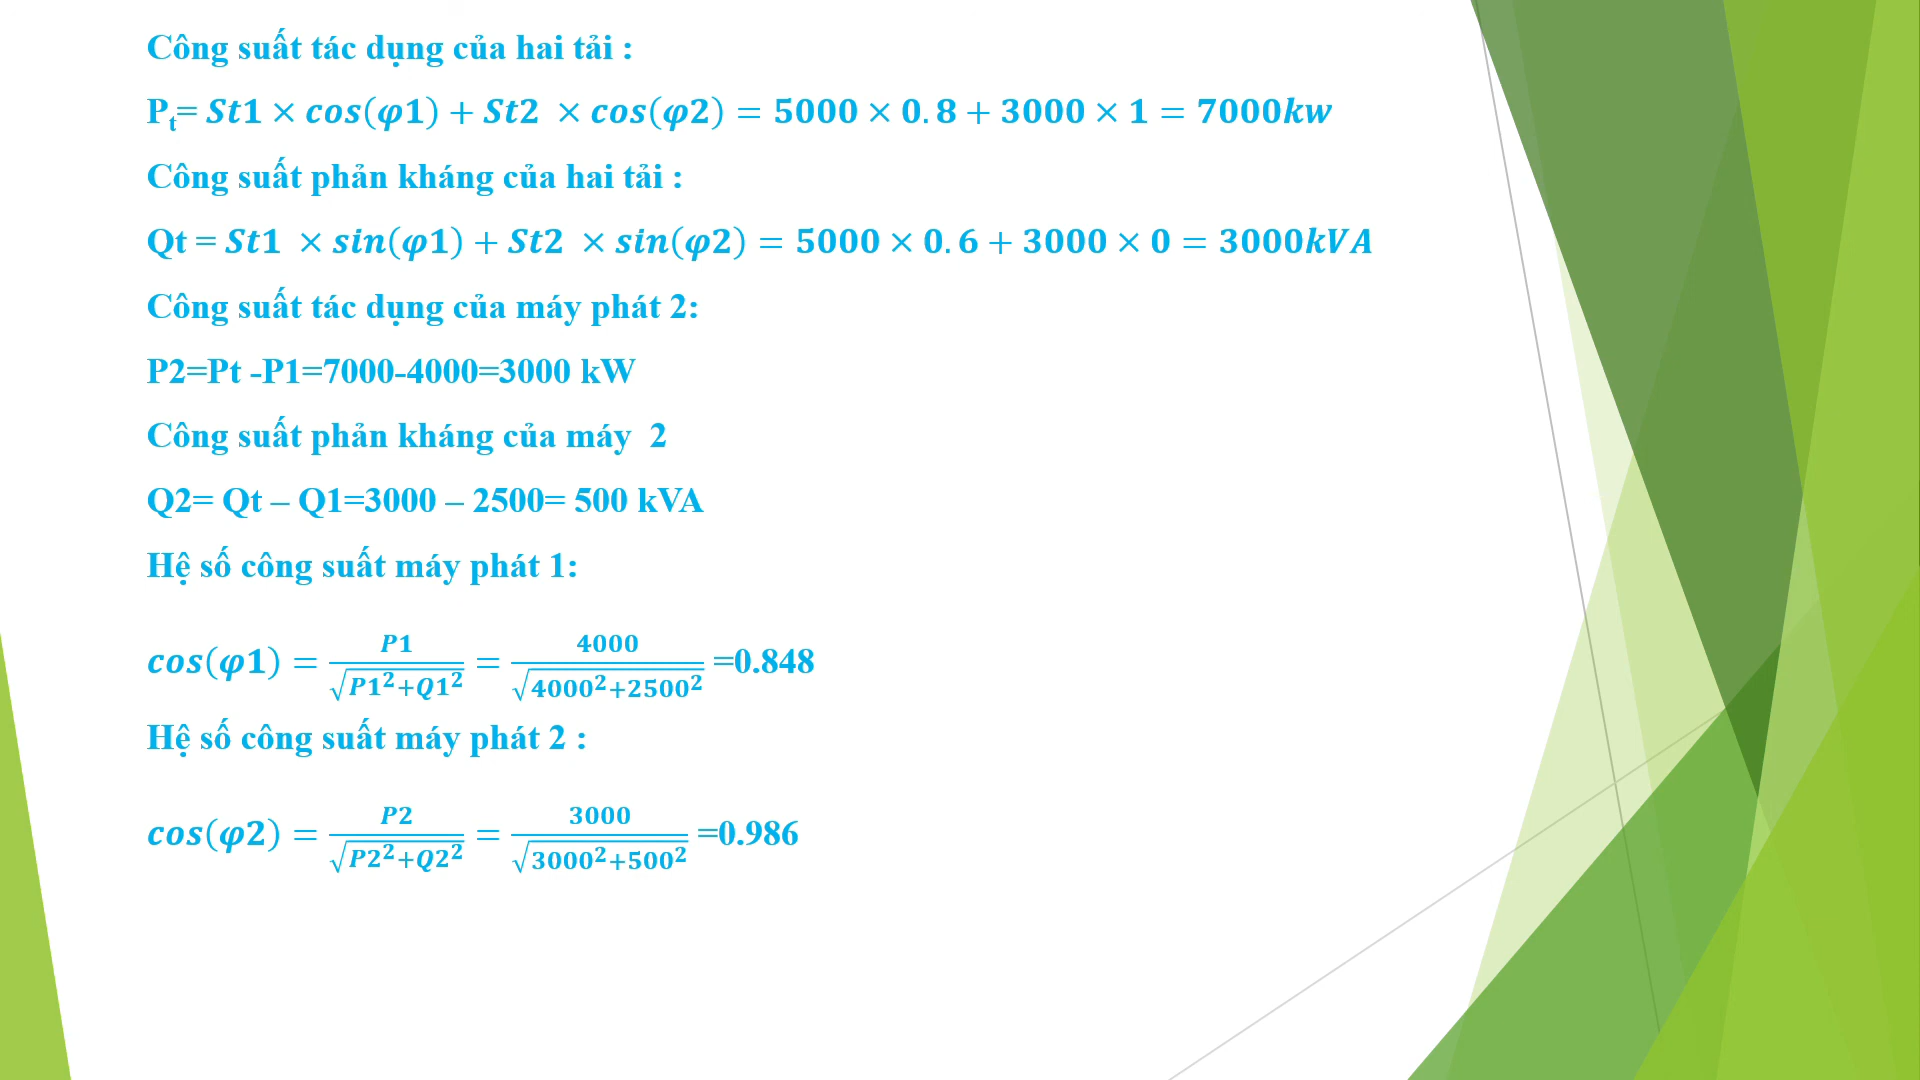 Công suất tác dụng của hai tải :
Pt= St1 × cos(φ1) + St2 × cos(φ2) = 5000 × 0.8 + 3000 × 1 = 7000kw
Công suất phản kháng của hai tải :
Qt = St1 × sin(φ1) + St2 × sin(φ2) = 5000 × 0.6 + 3000 × 0 = 3000kVA
Công suất tác dụng của máy phát 2:
P2=Pt -P1=7000-4000=3000 kW
Công suất phản kháng của máy 2
Q2= Qt – Q1=3000 – 2500= 500 kVA
Hệ số công suất máy phát 1:
cos(φ1) = P1/√(P1²+Q1²) = 4000/√(4000²+2500²) =0.848
Hệ số công suất máy phát 2 :
cos(φ2) = P2/√(P2²+Q2²) = 3000/√(3000²+500²) =0.986